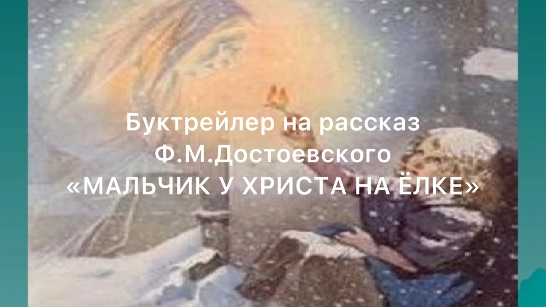 Буктрейлер на рассказ
Ф.М.Достоевского
«МАЛЬЧИК У ХРИСТА НА ЁЛКЕ»